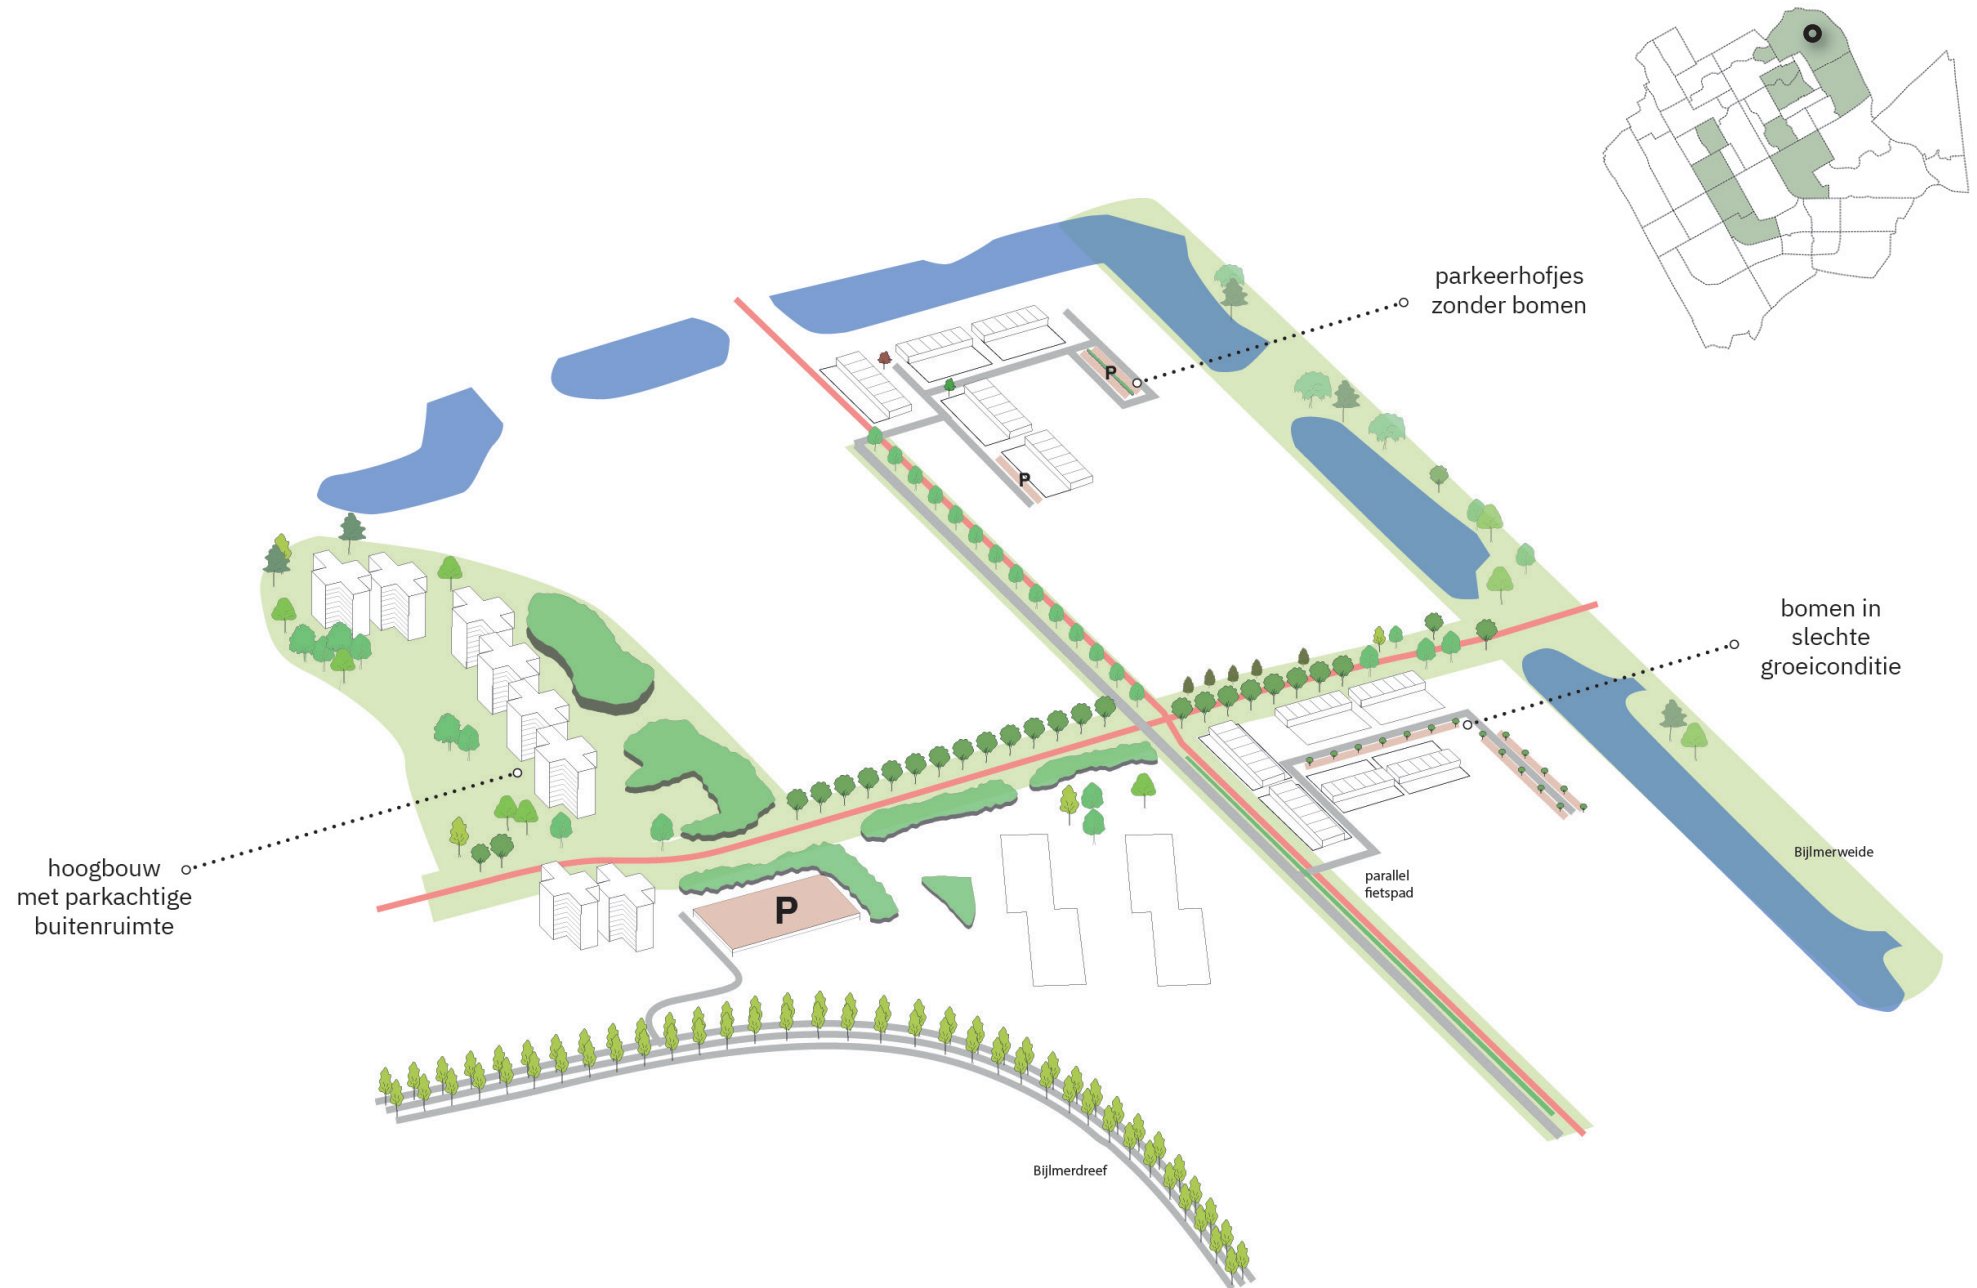 parkeerhofjes
zonder bomen
P
P
bomen in
slechte
groeiconditie
hoogbouw
met parkachtige
buitenruimte
Bijlmerweide
parallel
fietspad
P
Bijlmerdreef